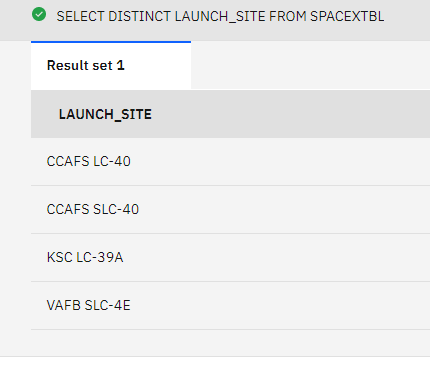 SELECT DISTINCT LAUNCH_SITE FROM SPACEXTBL
Result set 1
LAUNCH_SITE
CCAFS LC-40
CCAFS SLC-40
KSC LC-39A
VAFB SLC-4E